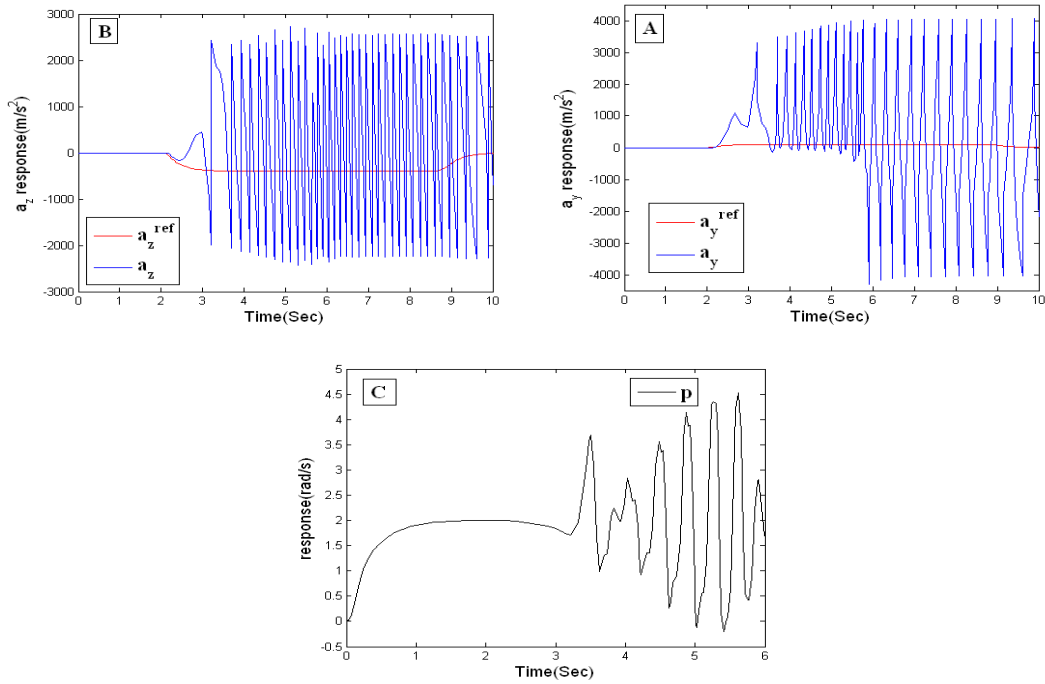 B
a_z response(m/s²)
3000
2000
1000
0
-1000
-2000
-3000
a_z^ref
a_z
0 1 2 3 4 5 6 7 8 9 10
Time(Sec)
A
a_y response(m/s²)
4000
3000
2000
1000
0
-1000
-2000
-3000
-4000
a_y^ref
a_y
0 1 2 3 4 5 6 7 8 9 10
Time(Sec)
C
p
response(rad/s)
5
4.5
4
3.5
3
2.5
2
1.5
1
0.5
0
-0.5
0 1 2 3 4 5 6
Time(Sec)